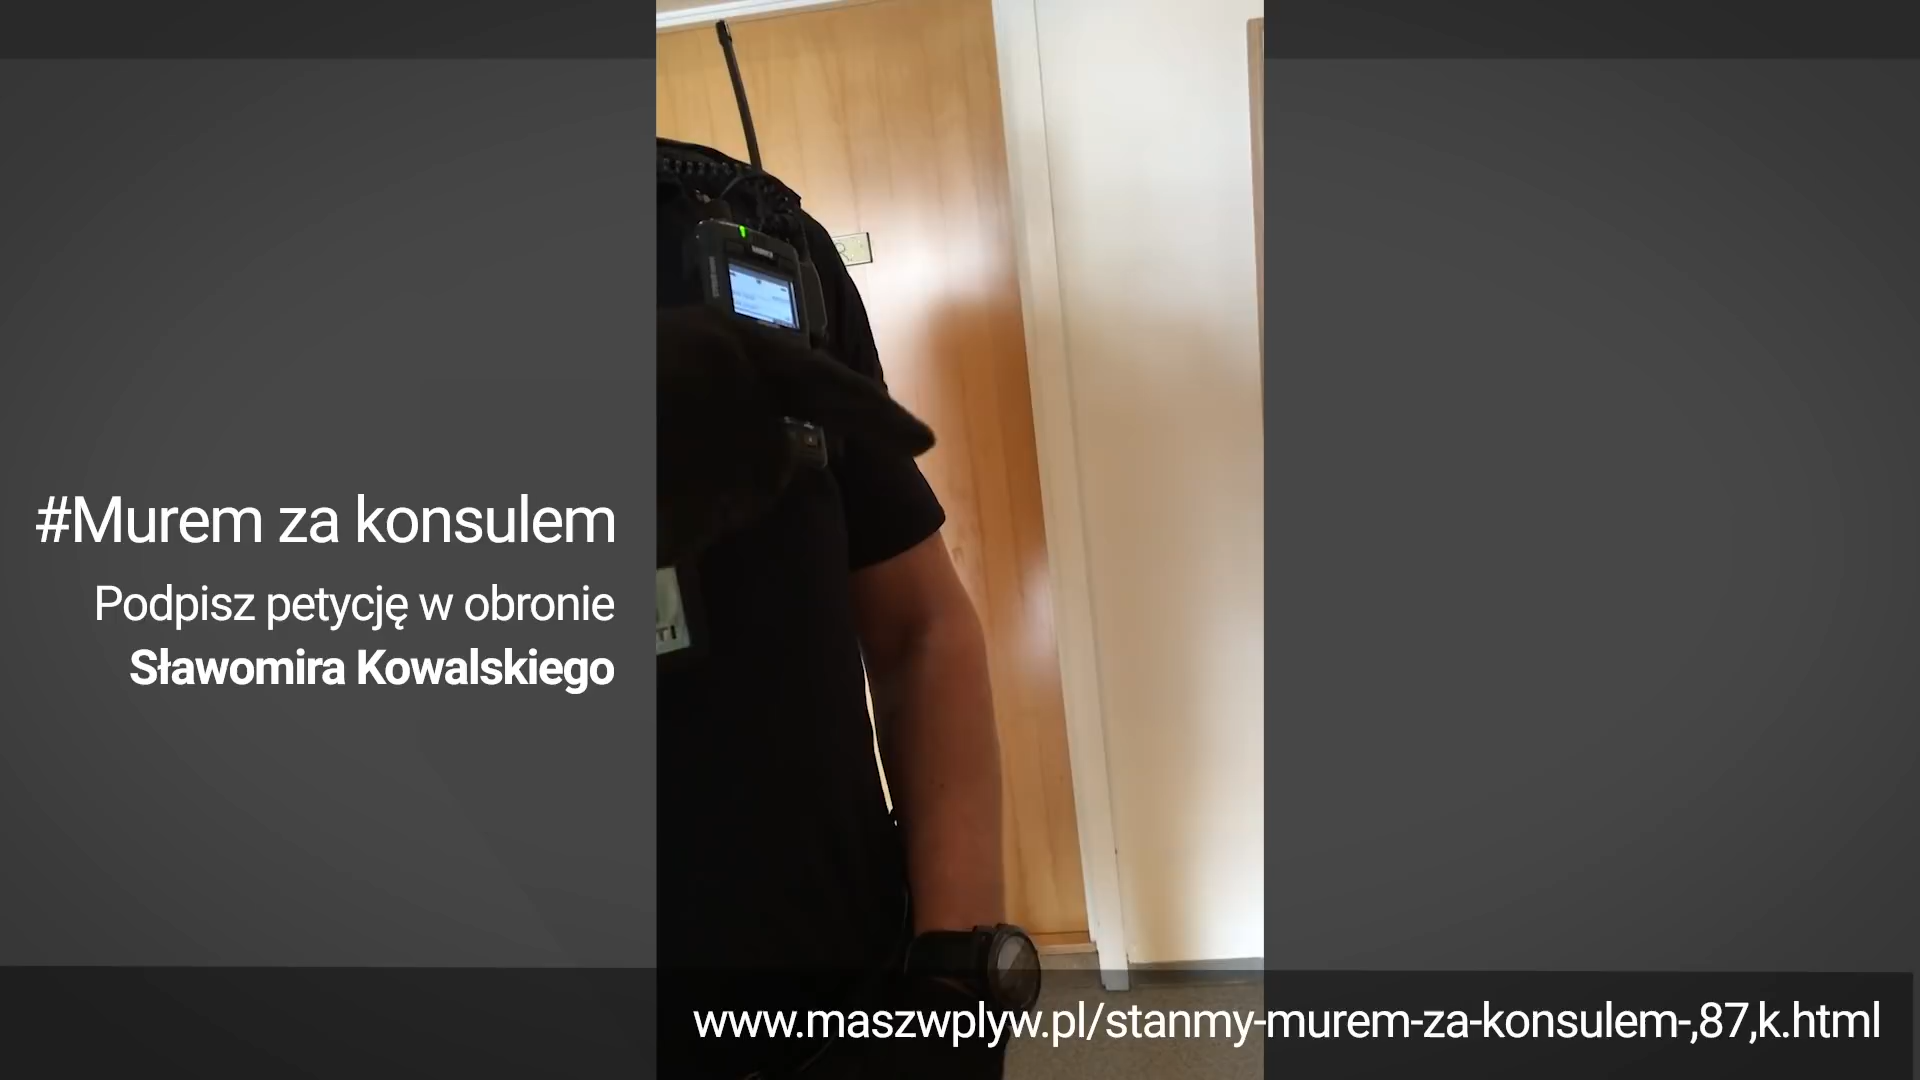 #Murem za konsulem
Podpisz petycję w obronie
Sławomira Kowalskiego
www.maszwplyw.pl/stanmy-murem-za-konsulem-,87,k.html